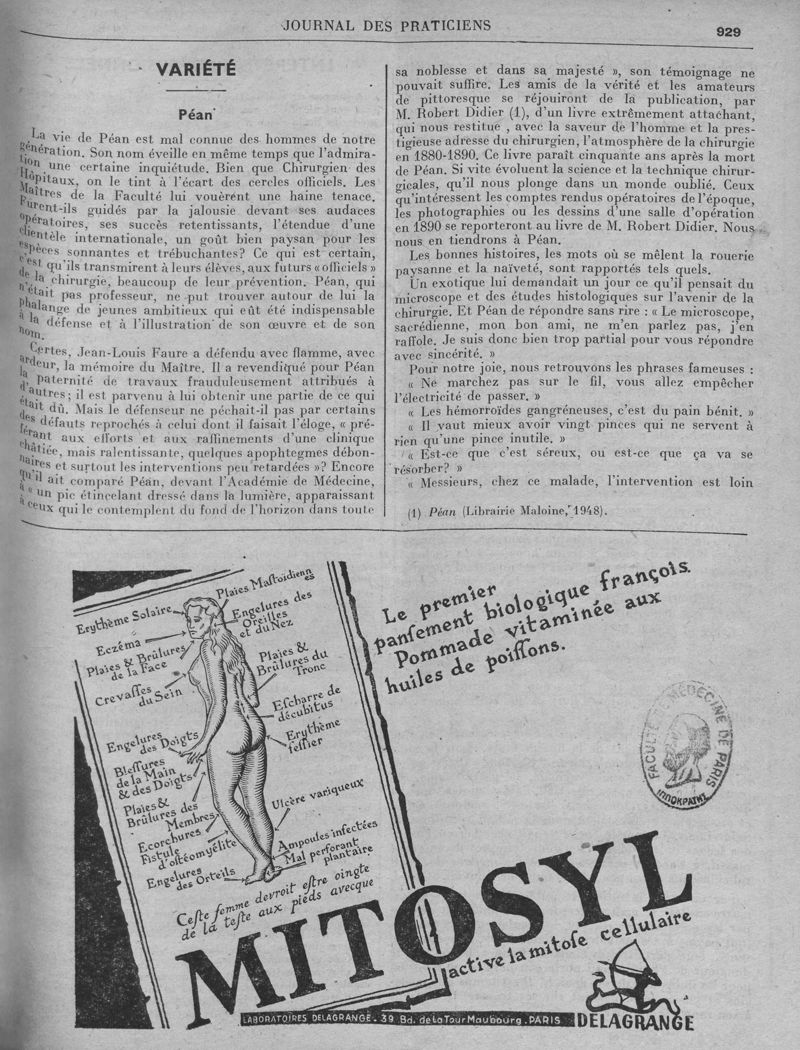 JOURNAL DES PRATICIENS
929
VARIÉTÉ
Péan
La vie de Péan est mal connue des hommes de notre
génération. Son nom éveille en même temps que l'admira-
tion une certaine inquiétude. Bien que Chirurgien des
Hôpitaux, on le tint à l'écart des cercles officiels. Les
Maîtres de la Faculté lui vouèrent une haine tenace.
Furent-ils guidés par la jalousie devant ses audaces
opératoires, ses succès retentissants, l'étendue d'une
clientèle internationale, un goût bien paysan pour les
espèces sonnantes et trébuchantes? Ce qui est certain,
c'est qu'ils transmirent à leurs élèves, aux futurs « officiels »
de la chirurgie, beaucoup de leur prévention. Péan, qui
n'était pas professeur, ne put trouver autour de lui la
phalange de jeunes ambitieux qui eût été indispensable
à la défense et à l'illustration de son œuvre et de son
nom.
Certes, Jean-Louis Faure a défendu avec flamme, avec
ardeur, la mémoire du Maître. Il a revendiqué pour Péan
la paternité de travaux frauduleusement attribués à
d'autres; il est parvenu à lui obtenir une partie de ce qui
était dû. Mais le défenseur ne péchait-il pas par certains
des défauts reprochés à celui dont il faisait l'éloge, « pré-
férant aux efforts et aux raffinements d'une clinique
châtiée, mais ralentissante, quelques apophtegmes débon-
naires et surtout les interventions peu retardées »? Encore
qu'il ait comparé Péan, devant l'Académie de Médecine,
à « un pic étincelant dressé dans la lumière, apparaissant
à ceux qui le contemplent du fond de l'horizon dans toute
sa noblesse et dans sa majesté », son témoignage ne
pouvait suffire. Les amis de la vérité et les amateurs
de pittoresque se réjouiront de la publication, par
M. Robert Didier (1), d'un livre extrêmement attachant,
qui nous restitue , avec la saveur de l'homme et la pres-
tigieuse adresse du chirurgien, l'atmosphère de la chirurgie
en 1880-1890. Ce livre paraît cinquante ans après la mort
de Péan. Si vite évoluent la science et la technique chirur-
gicales, qu'il nous plonge dans un monde oublié. Ceux
qu'intéressent les comptes rendus opératoires de l'époque,
les photographies ou les dessins d'une salle d'opération
en 1890 se reporteront au livre de M. Robert Didier. Nous
nous en tiendrons à Péan.
Les bonnes histoires, les mots où se mêlent la rouerie
paysanne et la naïveté, sont rapportés tels quels.
Un exotique lui demandait un jour ce qu'il pensait du
microscope et des études histologiques sur l'avenir de la
chirurgie. Et Péan de répondre sans rire : « Le microscope,
sacrédienne, mon bon ami, ne m'en parlez pas, j'en
raffole. Je suis donc bien trop partial pour vous répondre
avec sincérité. »
Pour notre joie, nous retrouvons les phrases fameuses :
« Ne marchez pas sur le fil, vous allez empêcher
l'électricité de passer. »
« Les hémorroïdes gangréneuses, c'est du pain bénit. »
« Il vaut mieux avoir vingt pinces qui ne servent à
rien qu'une pince inutile. »
« Est-ce que c'est séreux, ou est-ce que ça va se
résorber? »
« Messieurs, chez ce malade, l'intervention est loin
(1) Péan (Librairie Maloine, 1948).
Erythème Solaire
Eczéma
Plaies & Brûlures
de la Face
Crevasses
du Sein
Engelures
des Doigts
Blessures
de la Main
& des Doigts
Plaies &
Brûlures des
Membres
Ecorchures
Fistule
d'ostéomyélite
Engelures
des Orteils
Plaies Mastoïdiennes
Engelures des
Oreilles
et du Nez
Plaies &
Brûlures du
Tronc
Escharre de
décubitus
Erythème
fessier
Ulcère variqueux
Ampoules infectées
Mal perforant
plantaire
Ceste femme devroit estre oingte
de la teste aux pieds avecque
Le premier
pansement biologique françois.
Pommade vitaminée aux
huiles de poissons.
FACULTÉ DE MÉDECINE DE PARIS
ΙΠΠΟΚΡΑΤΗΣ
MITOSYL
active la mitose cellulaire
LABORATOIRES DELAGRANGE. 39 Bd. de La Tour Maubourg. PARIS
DELAGRANGE